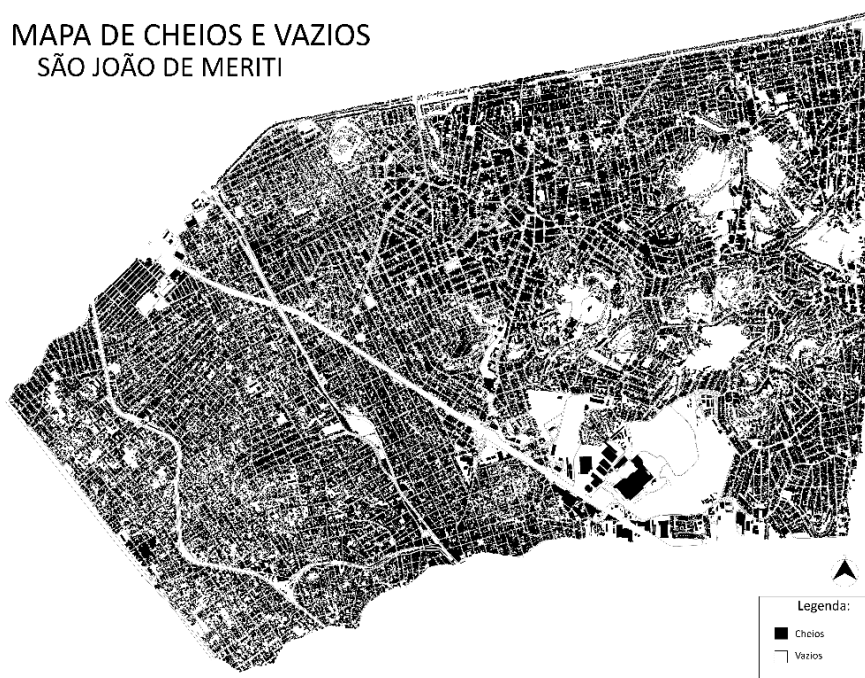 MAPA DE CHEIOS E VAZIOS
SÃO JOÃO DE MERITI
Legenda:
Cheios
Vazios